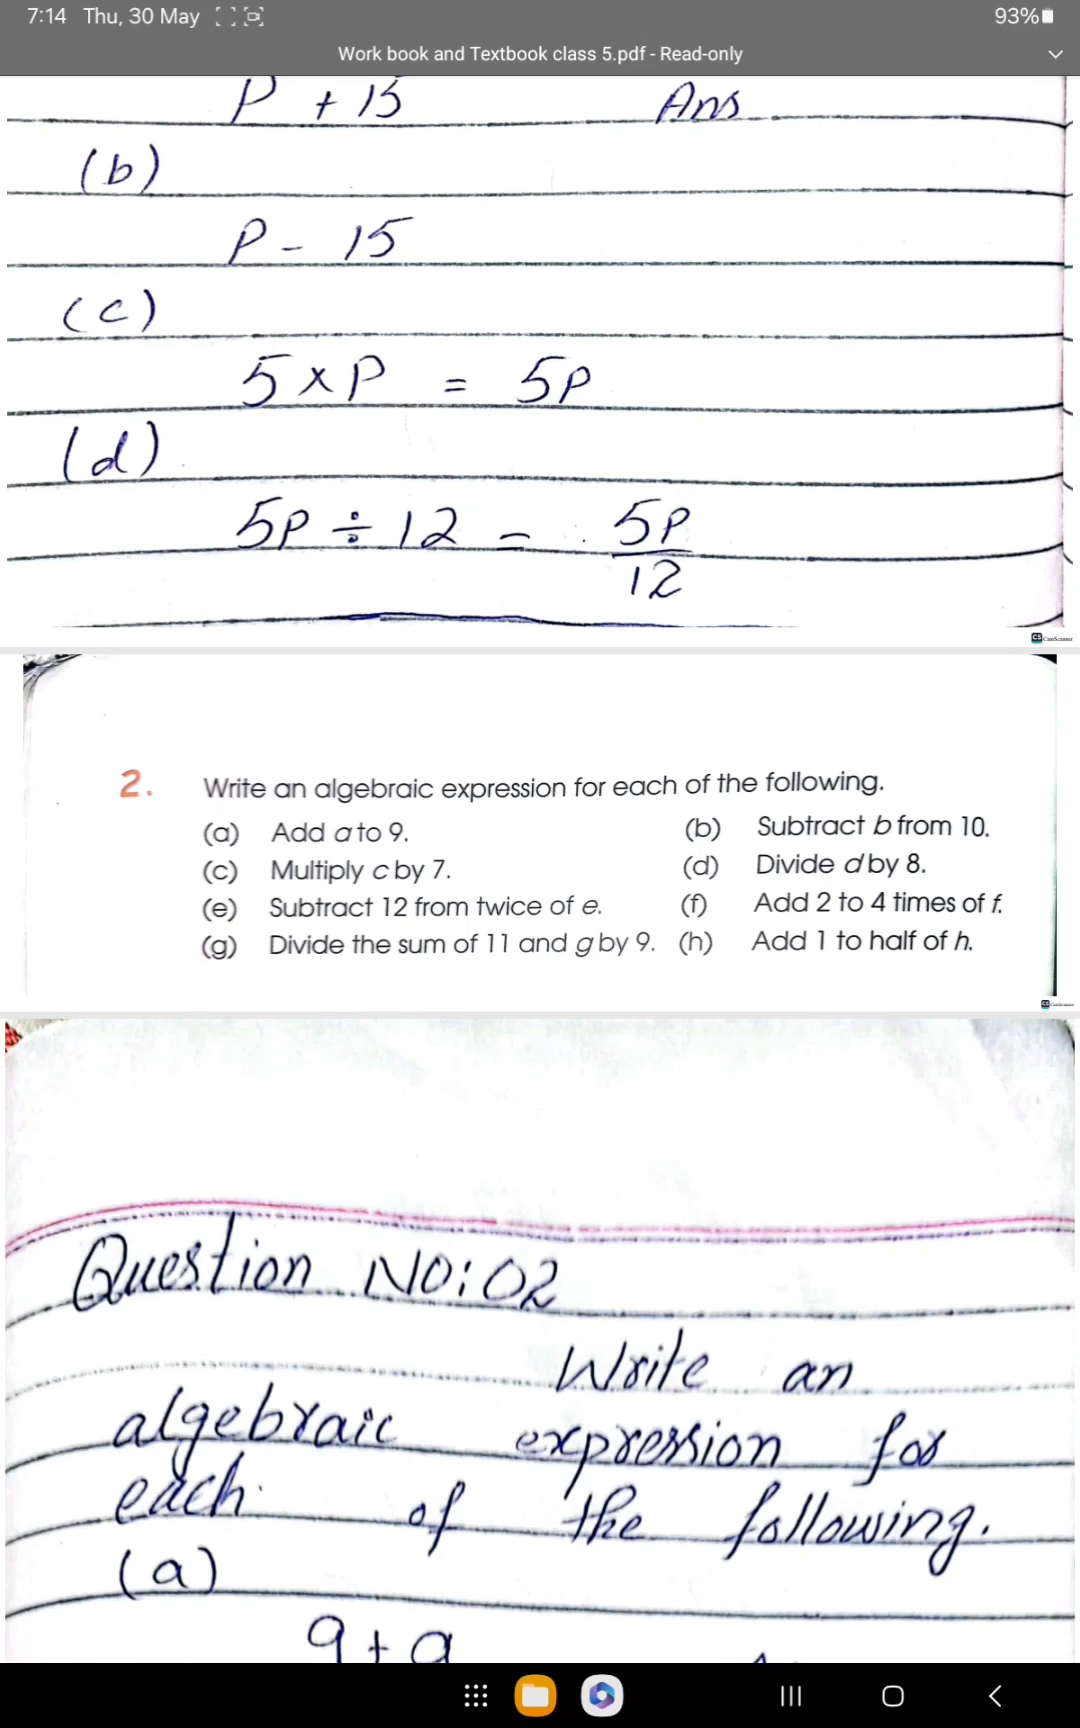 7:14 Thu, 30 May
93%
Work book and Textbook class 5.pdf - Read-only
P + 15 Ans
(b)
P - 15
(c)
5 × P = 5P
(d)
5P ÷ 12 = 5P
12
CS CamScanner
2. Write an algebraic expression for each of the following.
(a) Add a to 9. (b) Subtract b from 10.
(c) Multiply c by 7. (d) Divide d by 8.
(e) Subtract 12 from twice of e. (f) Add 2 to 4 times of f.
(g) Divide the sum of 11 and g by 9. (h) Add 1 to half of h.
CS CamScanner
Question NO: 02
Write an
algebraic expression for
each of the following.
(a)
9 + a